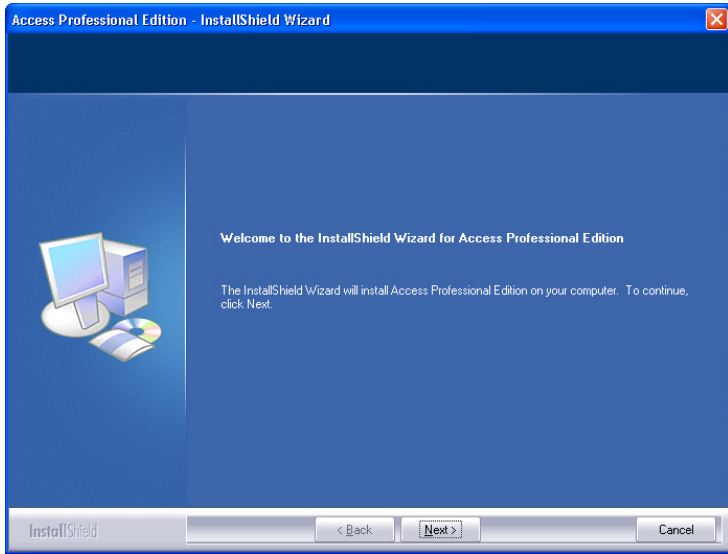 Access Professional Edition - InstallShield Wizard
Welcome to the InstallShield Wizard for Access Professional Edition
The InstallShield Wizard will install Access Professional Edition on your computer. To continue,
click Next.
InstallShield
< Back
Next >
Cancel